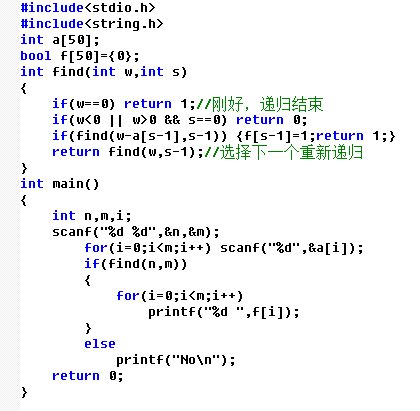 #include<stdio.h>
#include<string.h>
int a[50];
bool f[50]={0};
int find(int w,int s)
{
    if(w==0) return 1;//刚好，递归结束
    if(w<0 || w>0 && s==0) return 0;
    if(find(w-a[s-1],s-1)) {f[s-1]=1;return 1;}
    return find(w,s-1);//选择下一个重新递归
}
int main()
{
    int n,m,i;
    scanf("%d %d",&n,&m);
        for(i=0;i<m;i++) scanf("%d",&a[i]);
        if(find(n,m))
        {
            for(i=0;i<m;i++)
                printf("%d ",f[i]);
        }
        else
            printf("No\n");
    return 0;
}